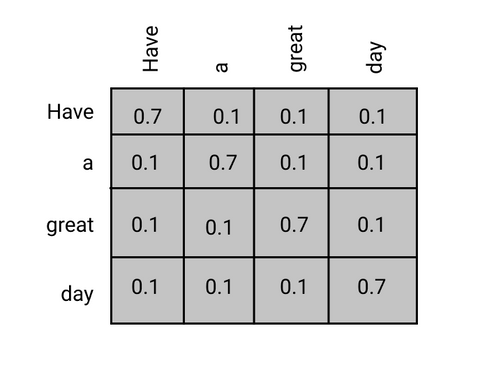 Have a great day
Have 0.7 0.1 0.1 0.1
a 0.1 0.7 0.1 0.1
great 0.1 0.1 0.7 0.1
day 0.1 0.1 0.1 0.7